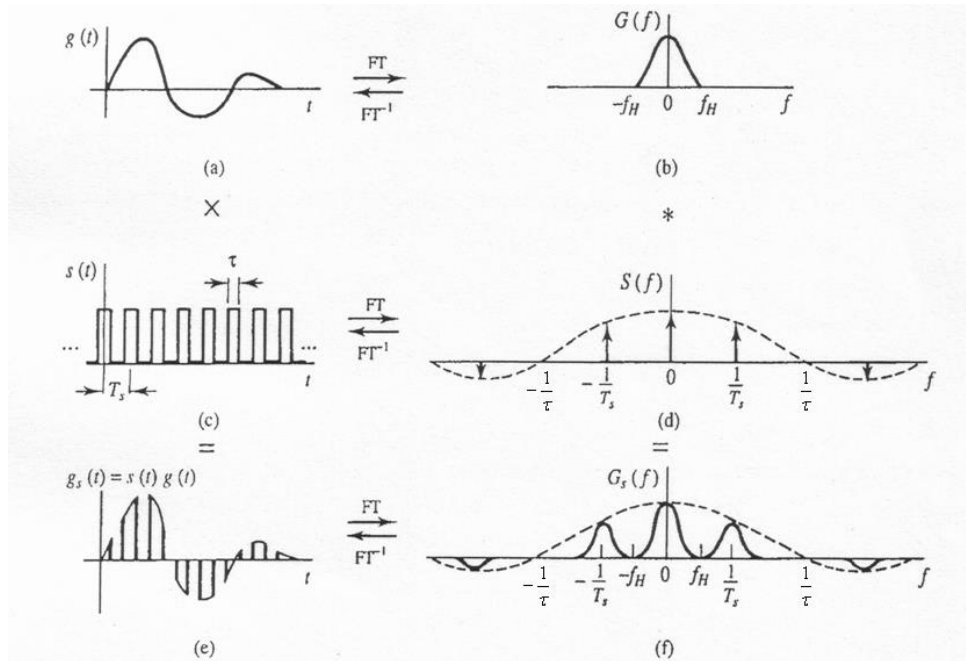 g (t)
t
(a)
FT
FT⁻¹
G (f)
−f_H 0 f_H f
(b)
×
*
s (t)
τ
... ...
T_s
t
(c)
FT
FT⁻¹
S (f)
−1/τ −1/T_s 0 1/T_s 1/τ f
(d)
=
=
g_s (t) = s (t) g (t)
t
(e)
FT
FT⁻¹
G_s (f)
−1/τ −1/T_s −f_H 0 f_H 1/T_s 1/τ f
(f)